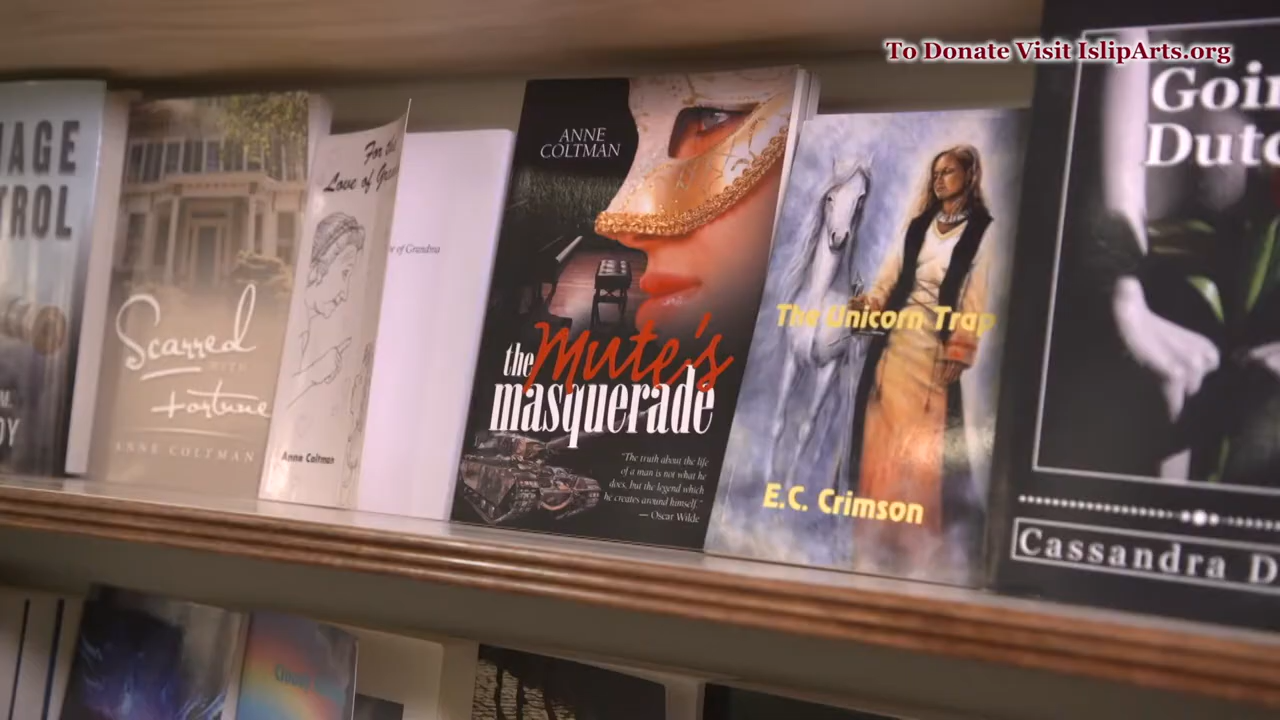 To Donate Visit IslipArts.org
AGE
ROL
DY
Scarred
WITH
Fortune
ANNE COLTMAN
For the
Love of
Anne Coltman
of Grandma
ANNE
COLTMAN
the Mute's
masquerade
"The truth about the life
of a man is not what he
does, but the legend which
he creates around himself."
— Oscar Wilde
The Unicorn Trap
E.C. Crimson
Goin
Dutc
Cassandra D